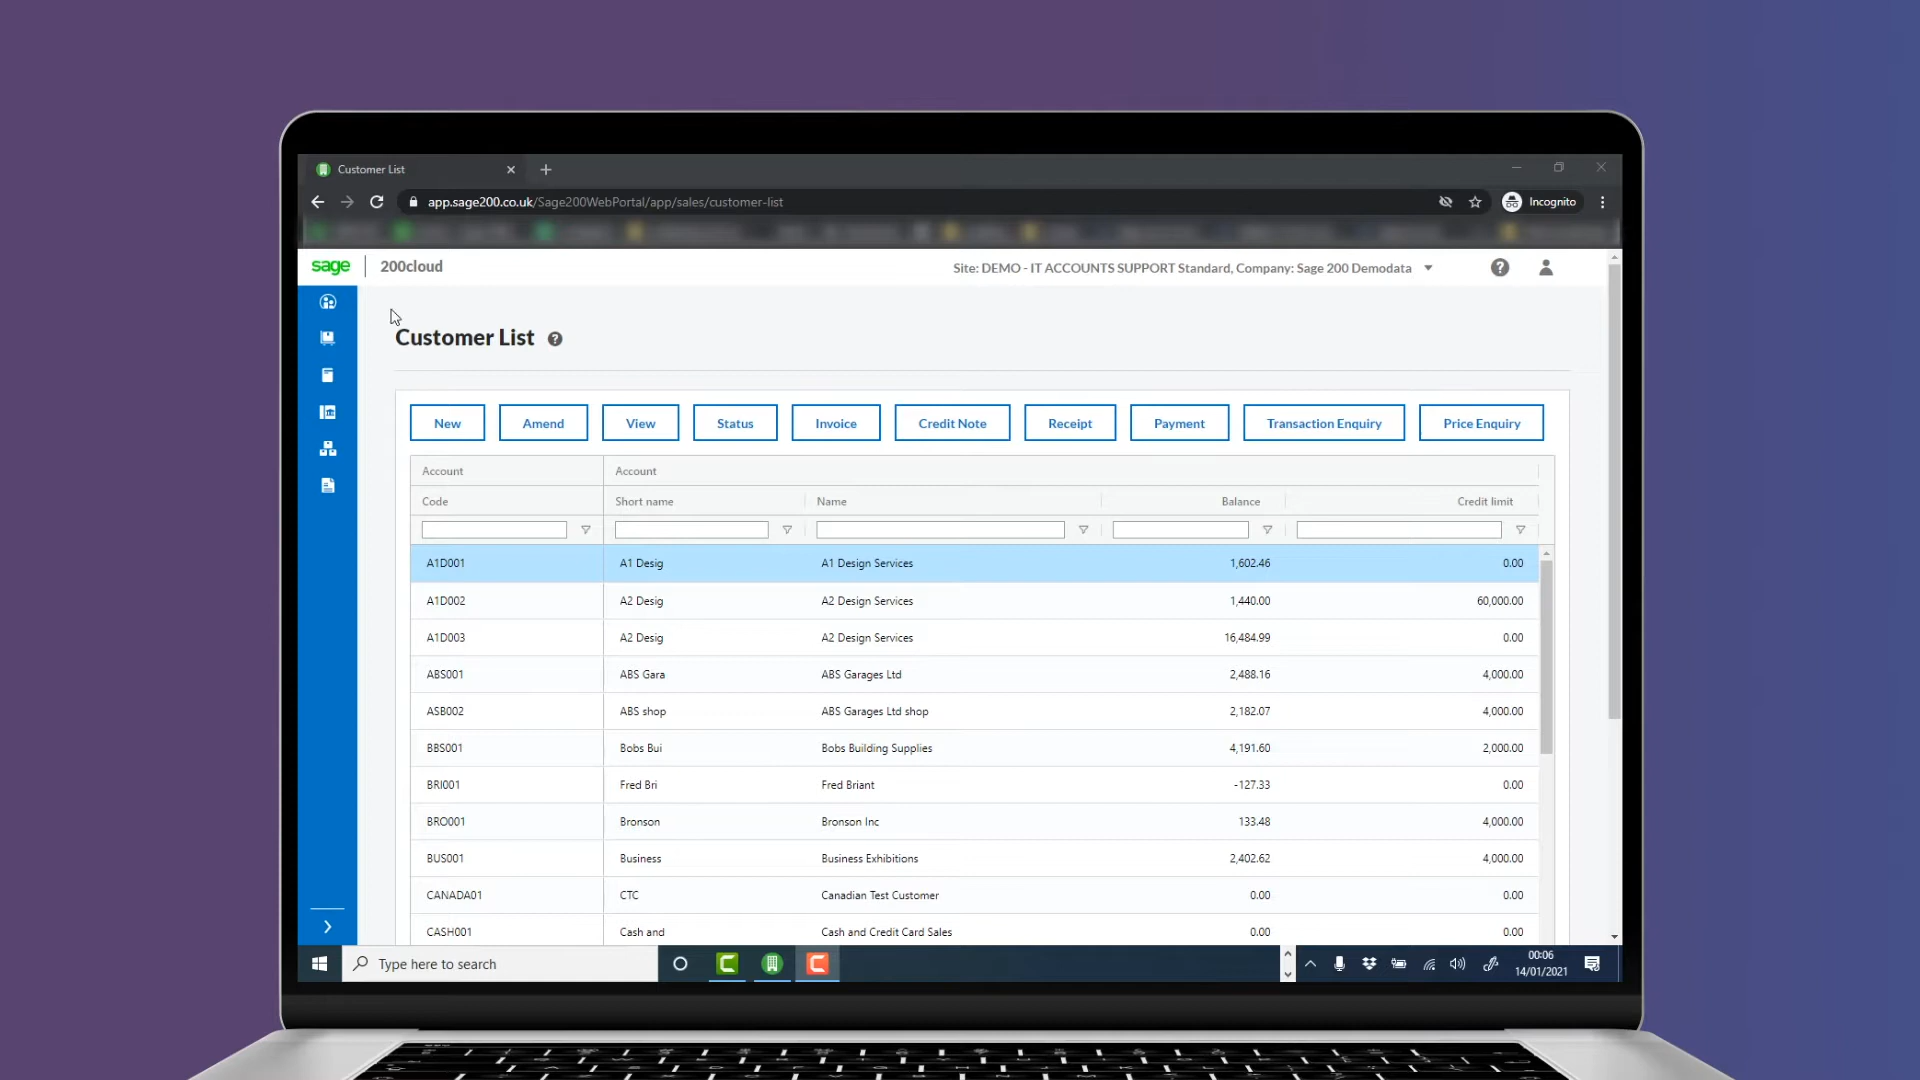 Customer List
app.sage200.co.uk/Sage200WebPortal/app/sales/customer-list
Incognito
sage 200cloud
Site: DEMO - IT ACCOUNTS SUPPORT Standard, Company: Sage 200 Demodata
Customer List
New Amend View Status Invoice Credit Note Receipt Payment Transaction Enquiry Price Enquiry
Account Account
Code Short name Name Balance Credit limit
A1D001 A1 Desig A1 Design Services 1,602.46 0.00
A1D002 A2 Desig A2 Design Services 1,440.00 60,000.00
A1D003 A2 Desig A2 Design Services 16,484.99 0.00
ABS001 ABS Gara ABS Garages Ltd 2,488.16 4,000.00
ASB002 ABS shop ABS Garages Ltd shop 2,182.07 4,000.00
BBS001 Bobs Bui Bobs Building Supplies 4,191.60 2,000.00
BRI001 Fred Bri Fred Briant -127.33 0.00
BRO001 Bronson Bronson Inc 133.48 4,000.00
BUS001 Business Business Exhibitions 2,402.62 4,000.00
CANADA01 CTC Canadian Test Customer 0.00 0.00
CASH001 Cash and Cash and Credit Card Sales 0.00 0.00
Type here to search
00:06
14/01/2021